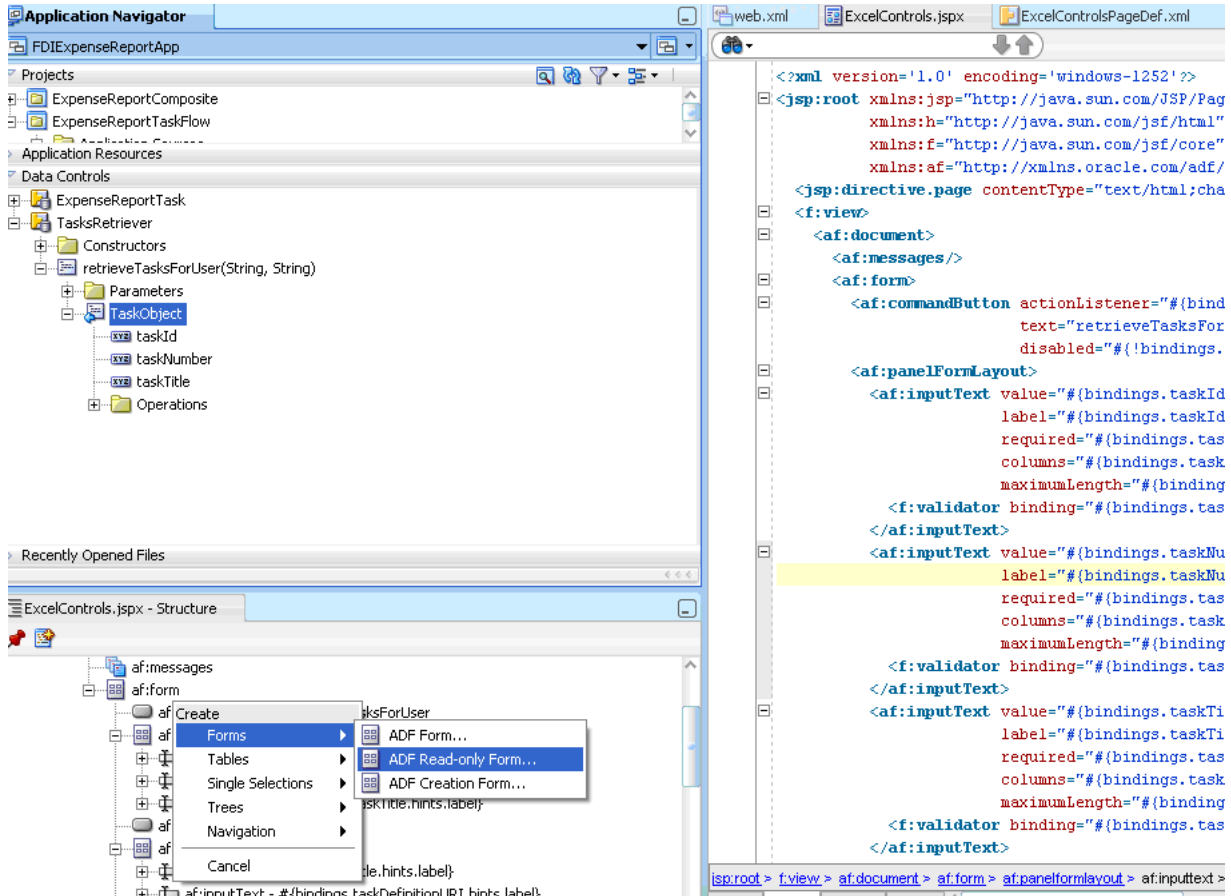 Application Navigator
FDIExpenseReportApp
Projects
ExpenseReportComposite
ExpenseReportTaskFlow
Application Sources
Application Resources
Data Controls
ExpenseReportTask
TasksRetriever
Constructors
retrieveTasksForUser(String, String)
Parameters
TaskObject
taskId
taskNumber
taskTitle
Operations
Recently Opened Files
ExcelControls.jspx - Structure
af:messages
af:form
af
sksForUser
Create
Forms
Tables
Single Selections
Trees
Navigation
Cancel
ADF Form...
ADF Read-only Form...
ADF Creation Form...
af
askTitle.hints.label}
af
af
tle.hints.label}
af:inputText - #{bindings.taskDefinitionURI.hints.label}
web.xml
ExcelControls.jspx
ExcelControlsPageDef.xml
<?xml version='1.0' encoding='windows-1252'?>
<jsp:root xmlns:jsp="http://java.sun.com/JSP/Pag
xmlns:h="http://java.sun.com/jsf/html"
xmlns:f="http://java.sun.com/jsf/core"
xmlns:af="http://xmlns.oracle.com/adf/
<jsp:directive.page contentType="text/html;cha
<f:view>
<af:document>
<af:messages/>
<af:form>
<af:commandButton actionListener="#{bind
text="retrieveTasksFor
disabled="#{!bindings.
<af:panelFormLayout>
<af:inputText value="#{bindings.taskId
label="#{bindings.taskId
required="#{bindings.tas
columns="#{bindings.task
maximumLength="#{binding
<f:validator binding="#{bindings.tas
</af:inputText>
<af:inputText value="#{bindings.taskNu
label="#{bindings.taskNu
required="#{bindings.tas
columns="#{bindings.task
maximumLength="#{binding
<f:validator binding="#{bindings.tas
</af:inputText>
<af:inputText value="#{bindings.taskTi
label="#{bindings.taskTi
required="#{bindings.tas
columns="#{bindings.task
maximumLength="#{binding
<f:validator binding="#{bindings.tas
</af:inputText>
jsp:root > f:view > af:document > af:form > af:panelformlayout > af:inputtext >